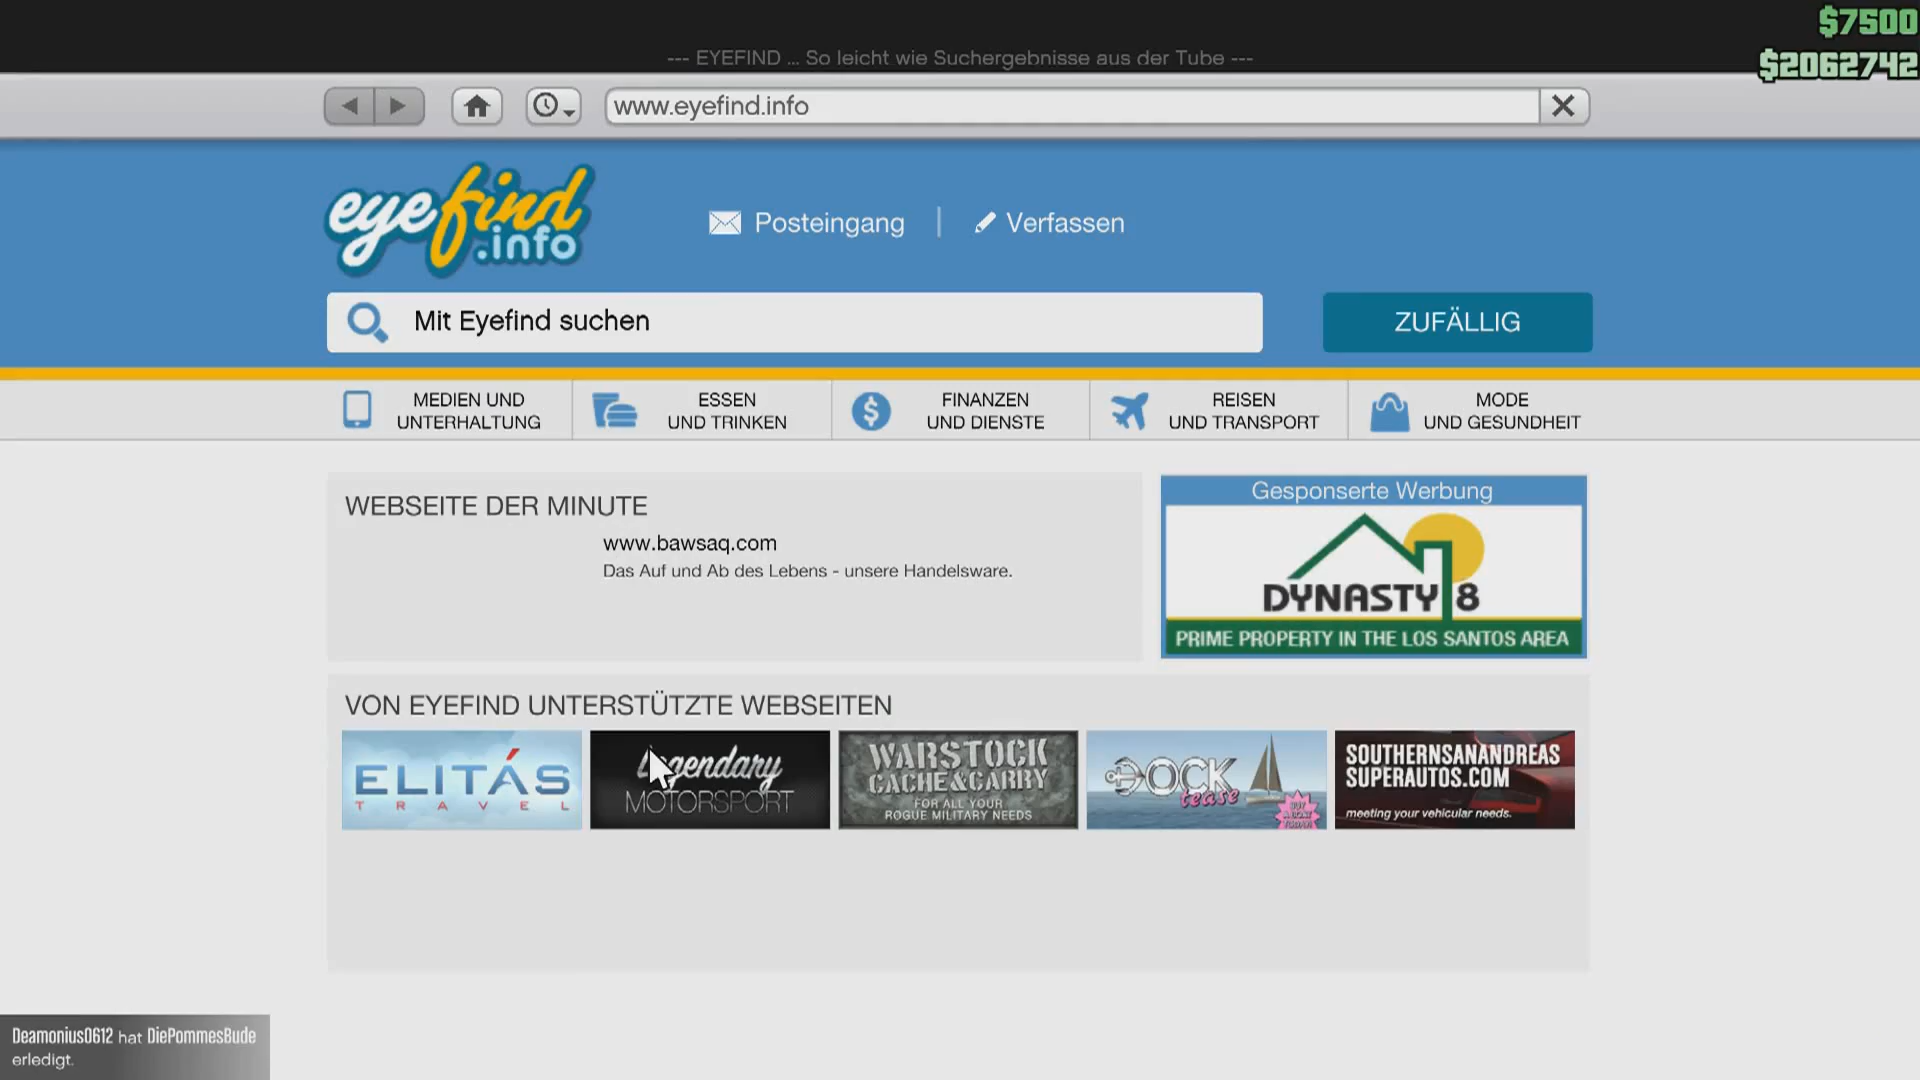 $7500
--- EYEFIND ... So leicht wie Suchergebnisse aus der Tube ---
$2062742
www.eyefind.info
eyefind
.info
Posteingang
Verfassen
Mit Eyefind suchen
ZUFÄLLIG
MEDIEN UND
UNTERHALTUNG
ESSEN
UND TRINKEN
FINANZEN
UND DIENSTE
REISEN
UND TRANSPORT
MODE
UND GESUNDHEIT
WEBSEITE DER MINUTE
www.bawsaq.com
Das Auf und Ab des Lebens - unsere Handelsware.
Gesponserte Werbung
DYNASTY 8
PRIME PROPERTY IN THE LOS SANTOS AREA
VON EYEFIND UNTERSTÜTZTE WEBSEITEN
ELITÁS
TRAVEL
Legendary
MOTORSPORT
WARSTOCK
CACHE&CARRY
FOR ALL YOUR
ROGUE MILITARY NEEDS
DOCK
tease
BUY
A BOAT
TODAY!
SOUTHERNSANANDREAS
SUPERAUTOS.COM
meeting your vehicular needs.
Deamonius0612 hat DiePommesBude
erledigt.